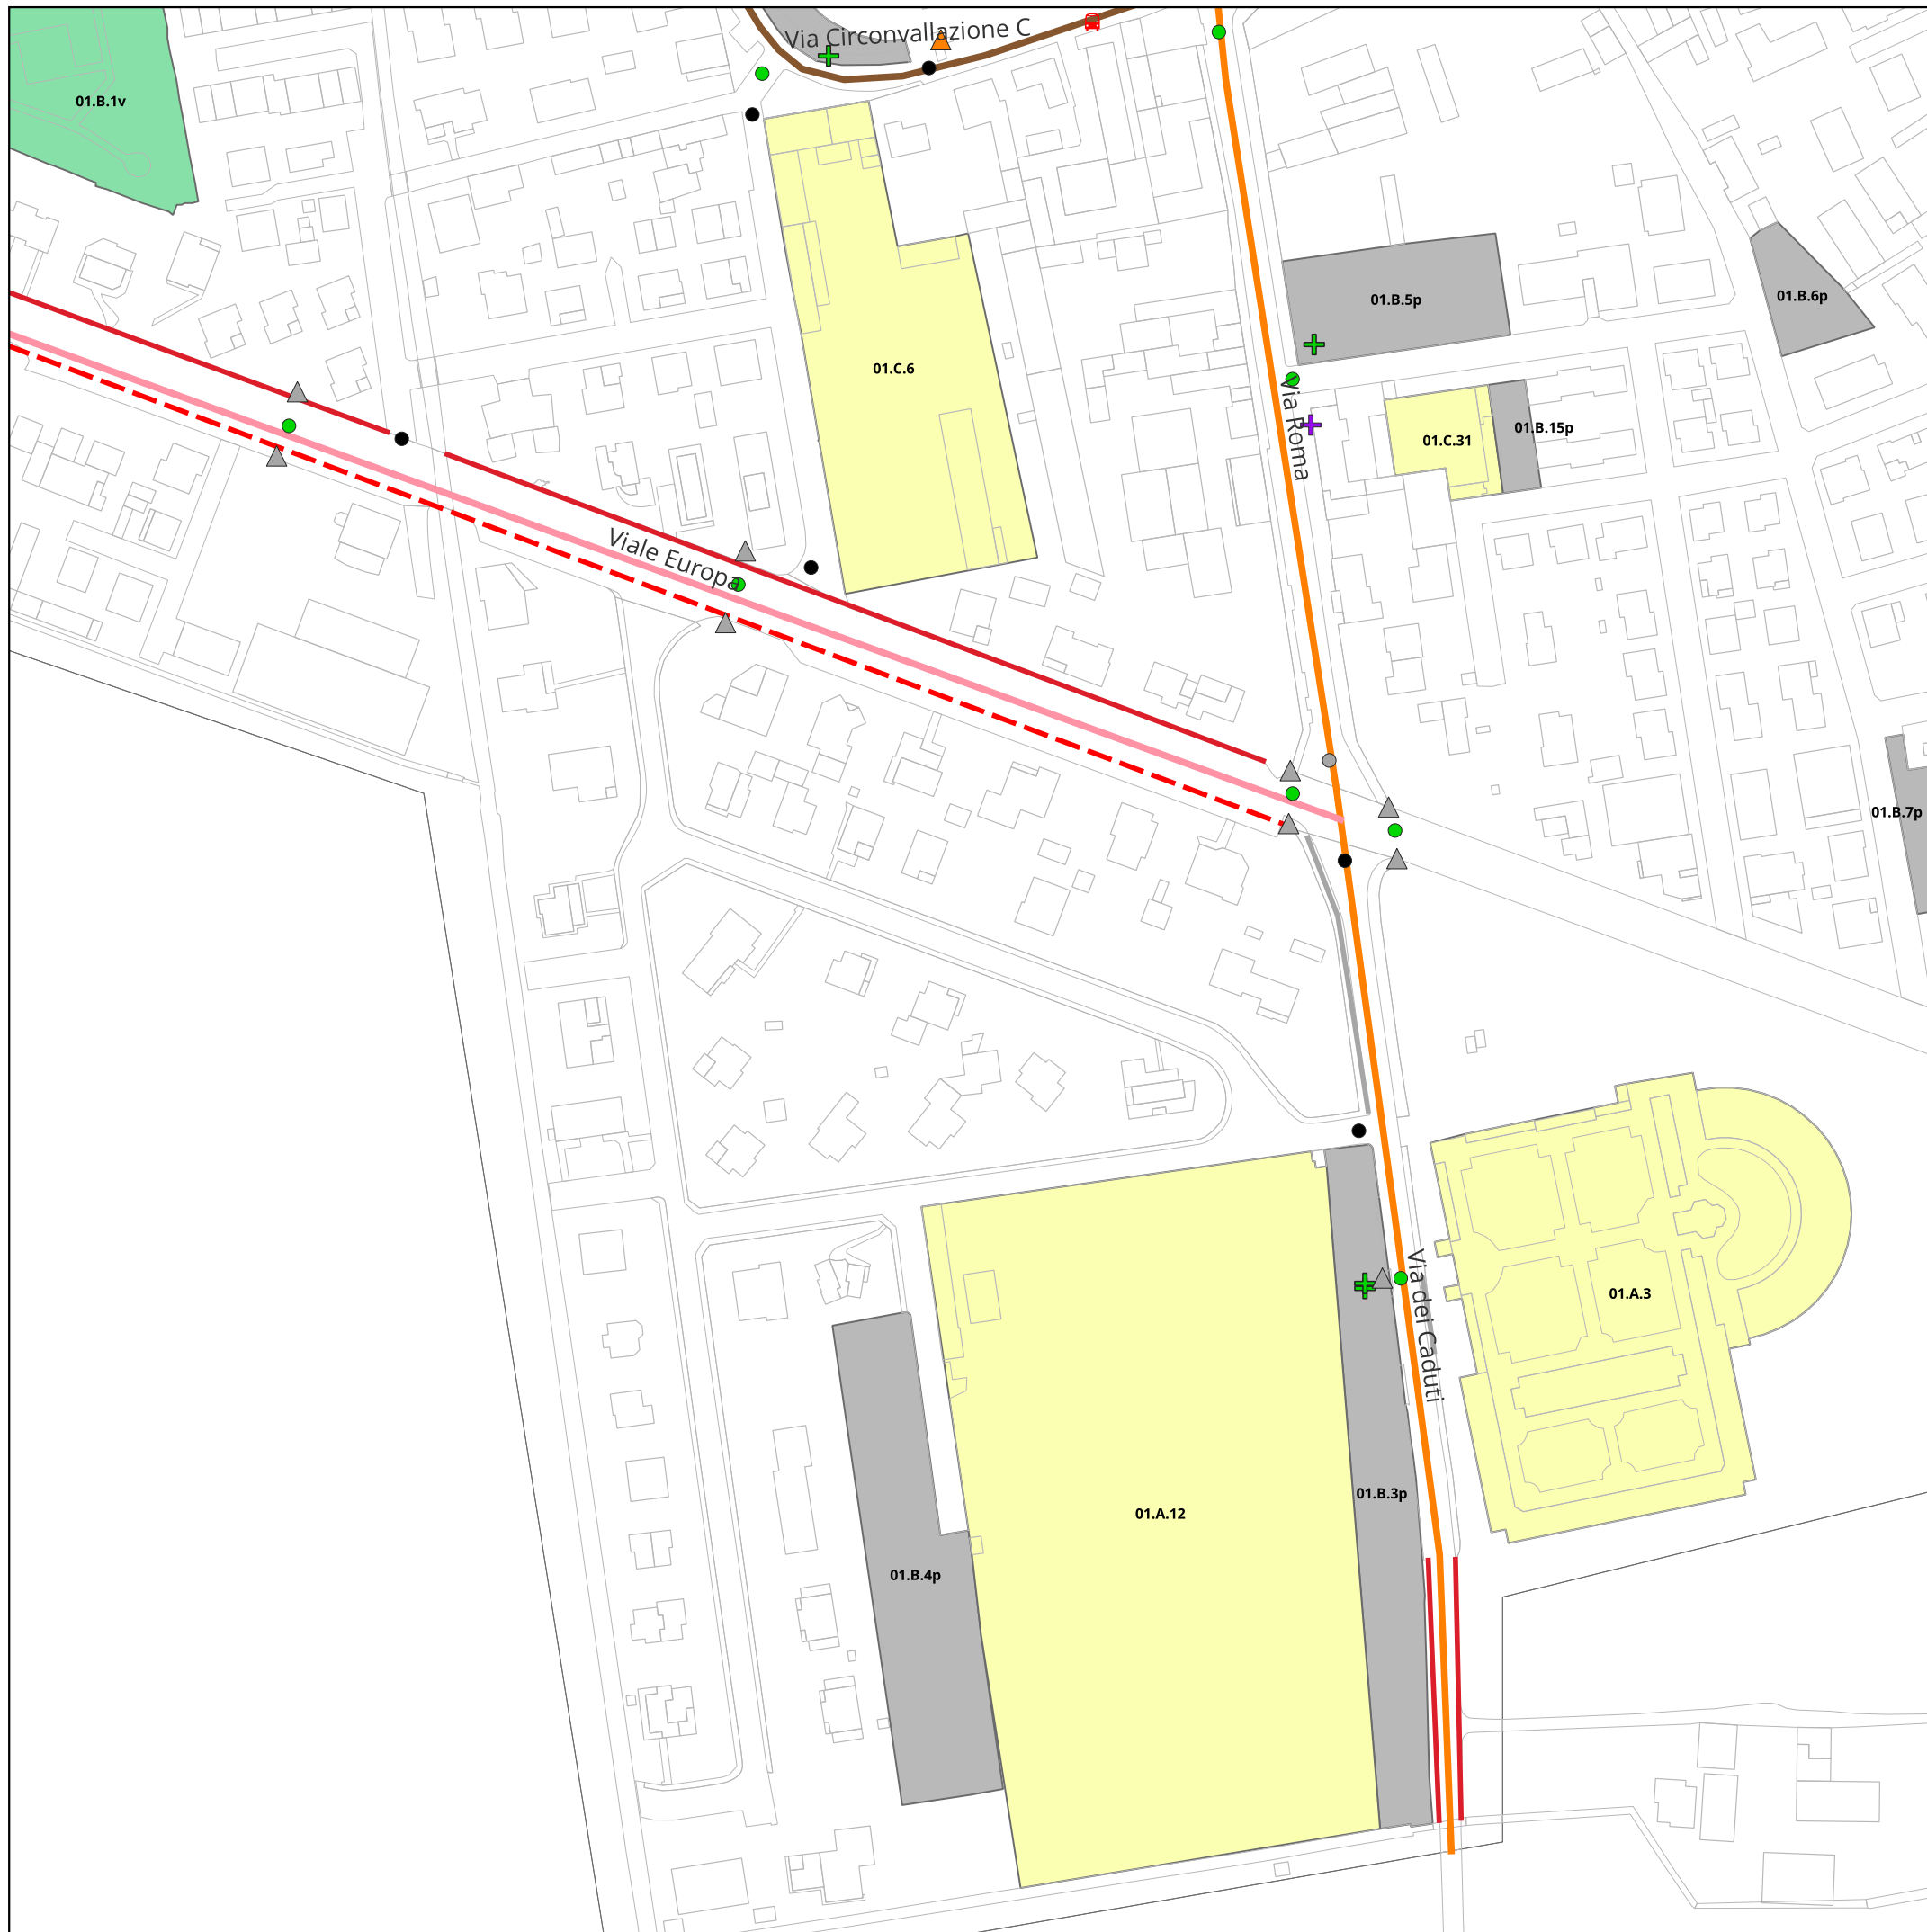 Via Circonvallazione C
01.B.1v
01.B.5p
01.B.6p
01.C.6
Via Roma
01.C.31
01.B.15p
Viale Europa
01.B.7p
01.A.3
Via dei Caduti
01.B.3p
01.A.12
01.B.4p